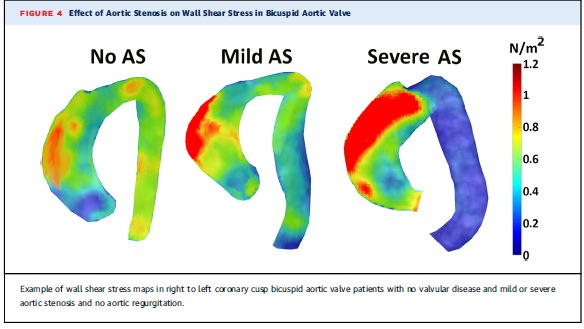 FIGURE 4 Effect of Aortic Stenosis on Wall Shear Stress in Bicuspid Aortic Valve
No AS
Mild AS
Severe AS
N/m²
1.2
1
0.8
0.6
0.4
0.2
0
Example of wall shear stress maps in right to left coronary cusp bicuspid aortic valve patients with no valvular disease and mild or severe
aortic stenosis and no aortic regurgitation.